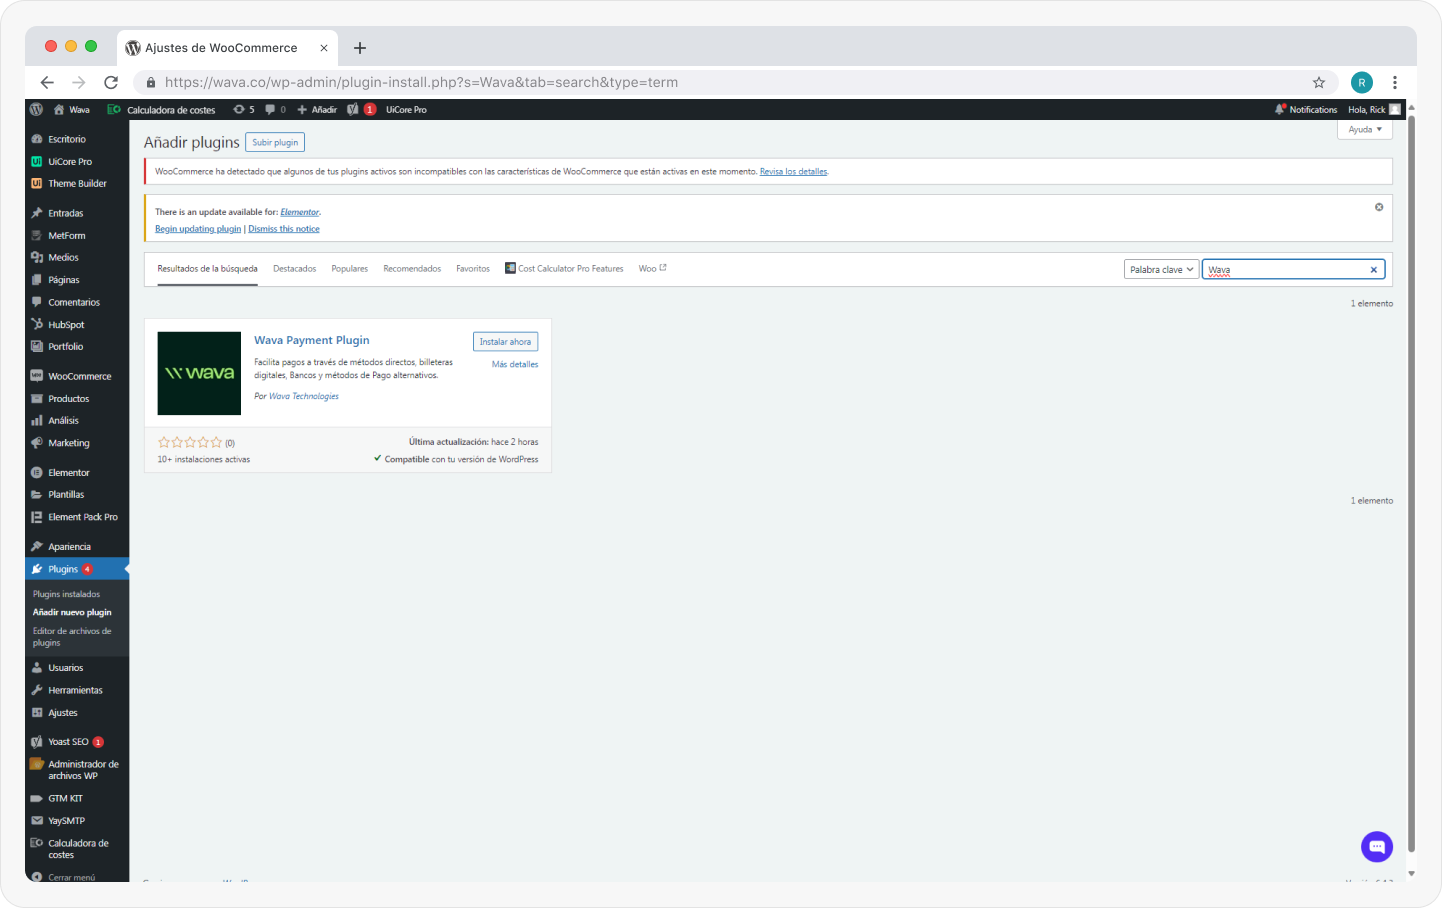 Ajustes de WooCommerce
https://wava.co/wp-admin/plugin-install.php?s=Wava&tab=search&type=term
R
Wava
Calculadora de costes
5
0
Añadir
1
UiCore Pro
Notifications
Hola, Rick
Escritorio
UiCore Pro
Theme Builder
Entradas
MetForm
Medios
Páginas
Comentarios
HubSpot
Portfolio
WooCommerce
Productos
Análisis
Marketing
Elementor
Plantillas
Element Pack Pro
Apariencia
Plugins 4
Plugins instalados
Añadir nuevo plugin
Editor de archivos de
plugins
Usuarios
Herramientas
Ajustes
Yoast SEO 1
Administrador de
archivos WP
GTM KIT
YaySMTP
Calculadora de
costes
Cerrar menú
Ayuda
Añadir plugins
Subir plugin
WooCommerce ha detectado que algunos de tus plugins activos son incompatibles con las características de WooCommerce que están activas en este momento. Revisa los detalles.
There is an update available for: Elementor.
Begin updating plugin | Dismiss this notice
Resultados de la búsqueda
Destacados
Populares
Recomendados
Favoritos
Cost Calculator Pro Features
Woo
Palabra clave
Wava
1 elemento
wava
Wava Payment Plugin
Instalar ahora
Más detalles
Facilita pagos a través de métodos directos, billeteras
digitales, Bancos y métodos de Pago alternativos.
Por Wava Technologies
(0)
10+ instalaciones activas
Última actualización: hace 2 horas
Compatible con tu versión de WordPress
1 elemento